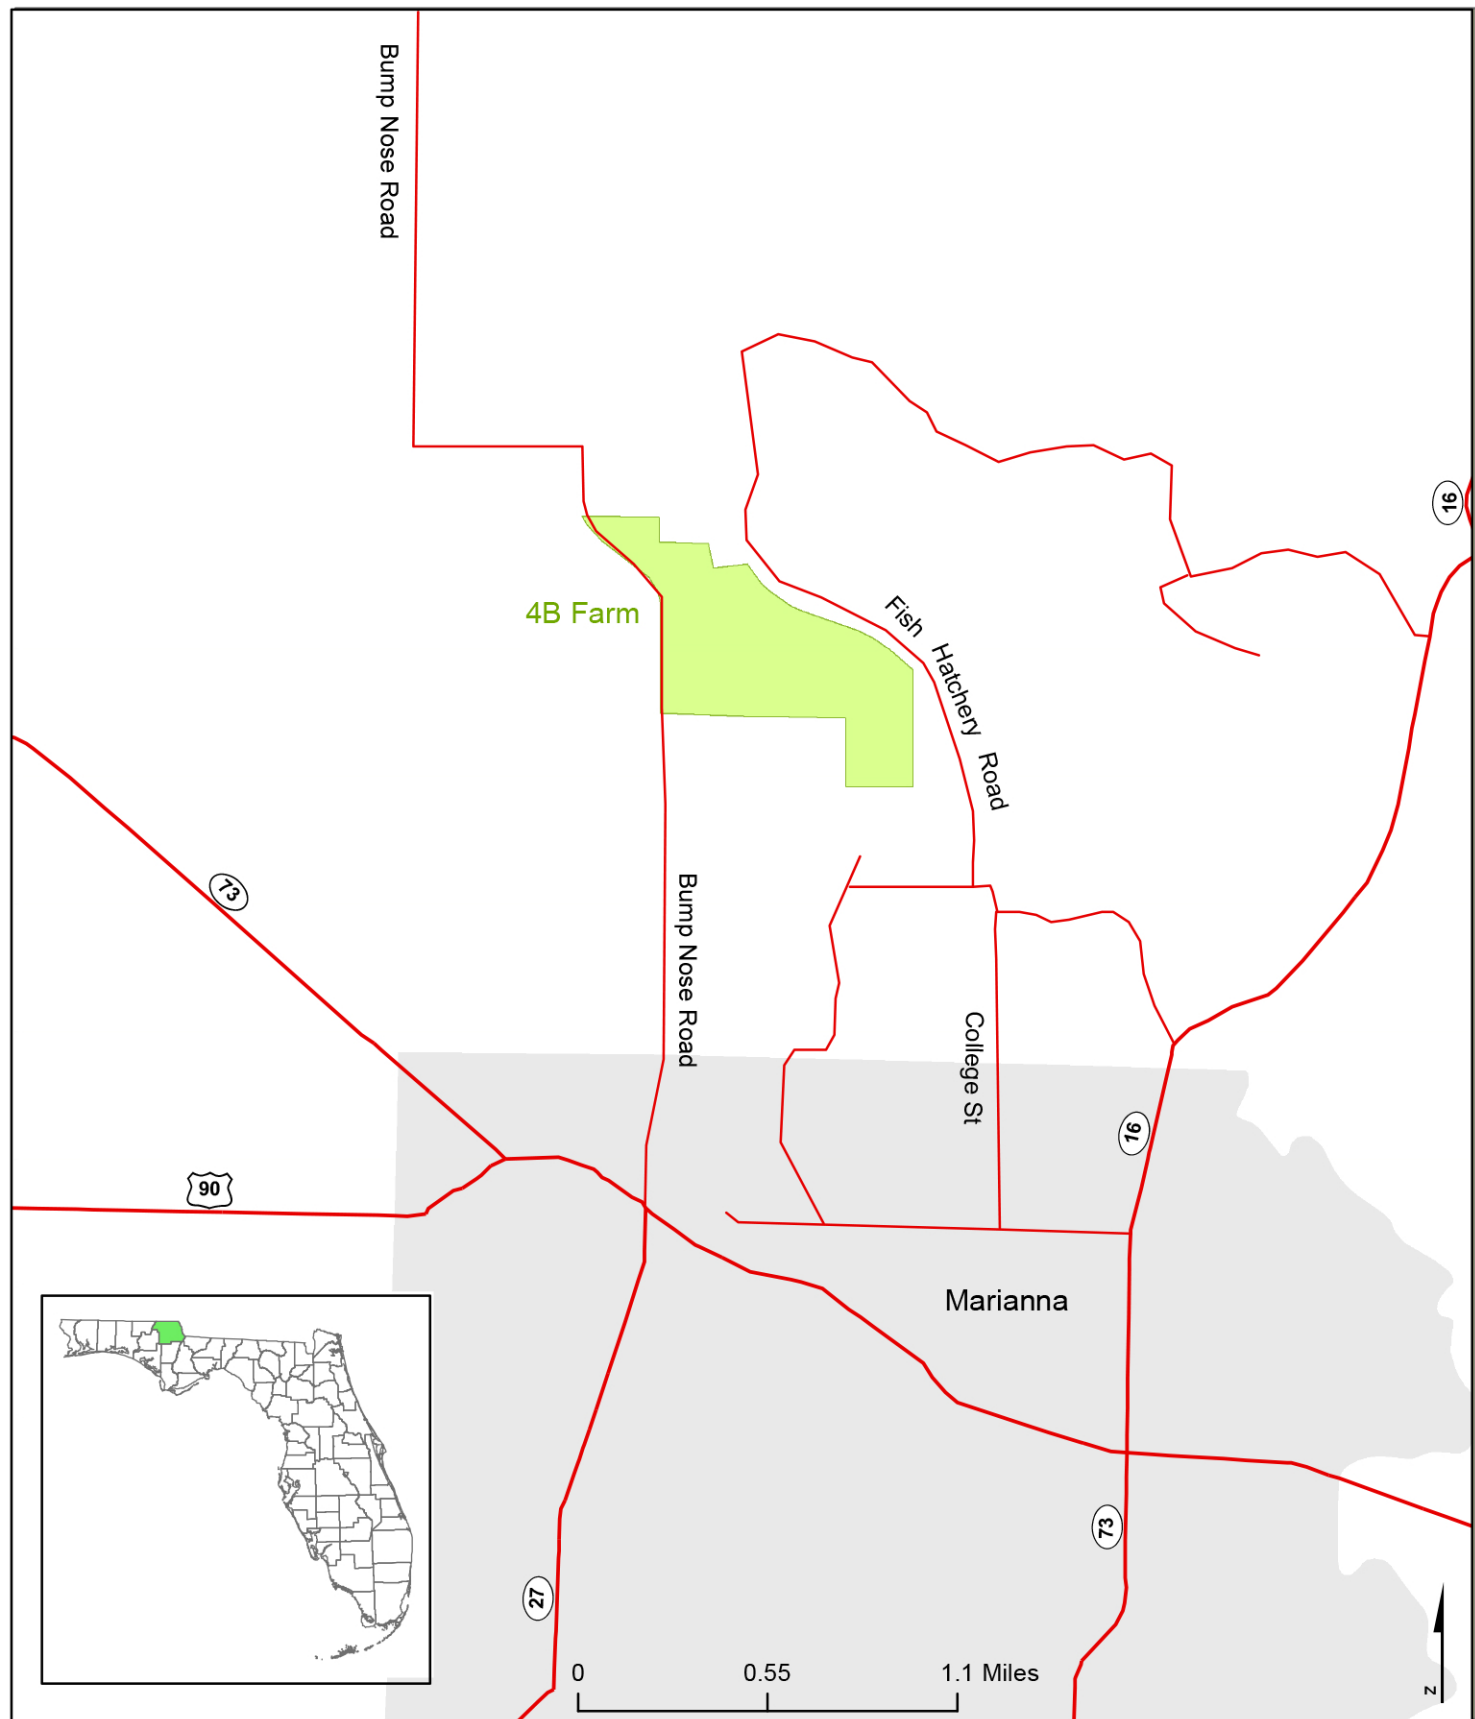 Bump Nose Road
16
4B Farm
Fish Hatchery Road
73
Bump Nose Road
College St
16
90
Marianna
73
27
0 0.55 1.1 Miles
N